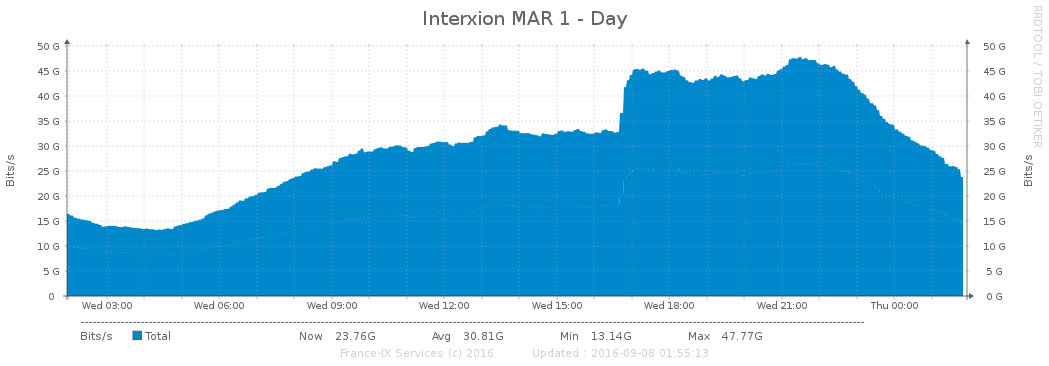 Interxion MAR 1 - Day
RRDTOOL / TOBI OETIKER
Bits/s
50 G 50 G
45 G 45 G
40 G 40 G
35 G 35 G
30 G 30 G
25 G 25 G
20 G 20 G
15 G 15 G
10 G 10 G
5 G 5 G
0 0 G
Bits/s
Wed 03:00 Wed 06:00 Wed 09:00 Wed 12:00 Wed 15:00 Wed 18:00 Wed 21:00 Thu 00:00
Bits/s Total Now 23.76G Avg 30.81G Min 13.14G Max 47.77G
France-IX Services (c) 2016 Updated : 2016-09-08 01:55:13